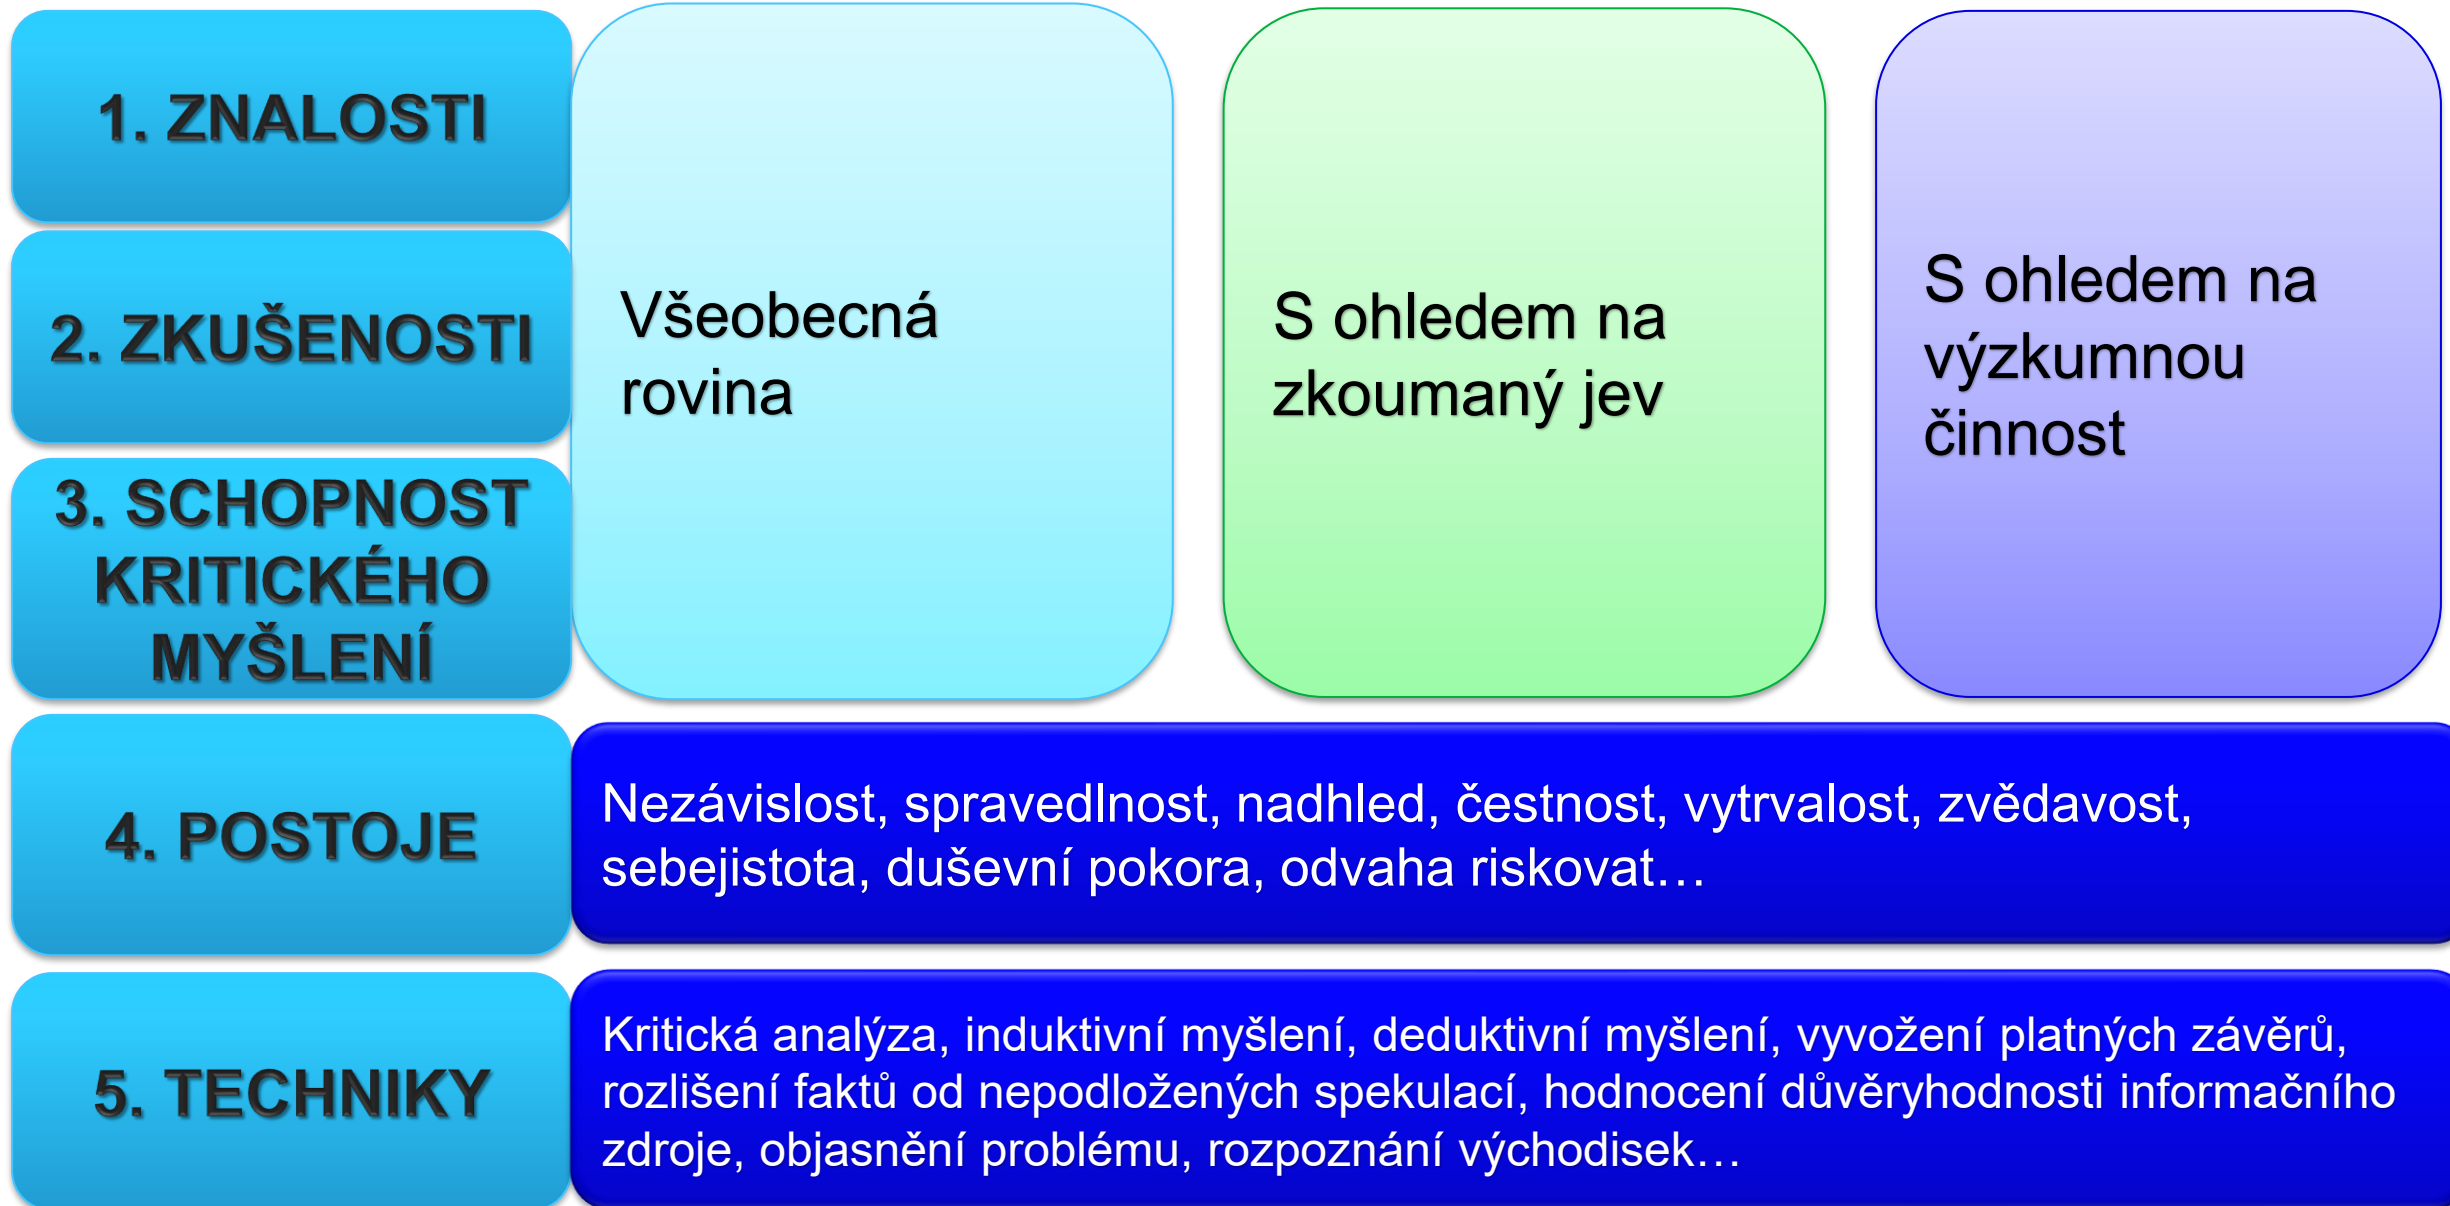 1. ZNALOSTI
2. ZKUŠENOSTI
3. SCHOPNOST
KRITICKÉHO
MYŠLENÍ
Všeobecná
rovina
S ohledem na
zkoumaný jev
S ohledem na
výzkumnou
činnost
4. POSTOJE
Nezávislost, spravedlnost, nadhled, čestnost, vytrvalost, zvědavost,
sebejistota, duševní pokora, odvaha riskovat…
5. TECHNIKY
Kritická analýza, induktivní myšlení, deduktivní myšlení, vyvožení platných závěrů,
rozlišení faktů od nepodložených spekulací, hodnocení důvěryhodnosti informačního
zdroje, objasnění problému, rozpoznání východisek…